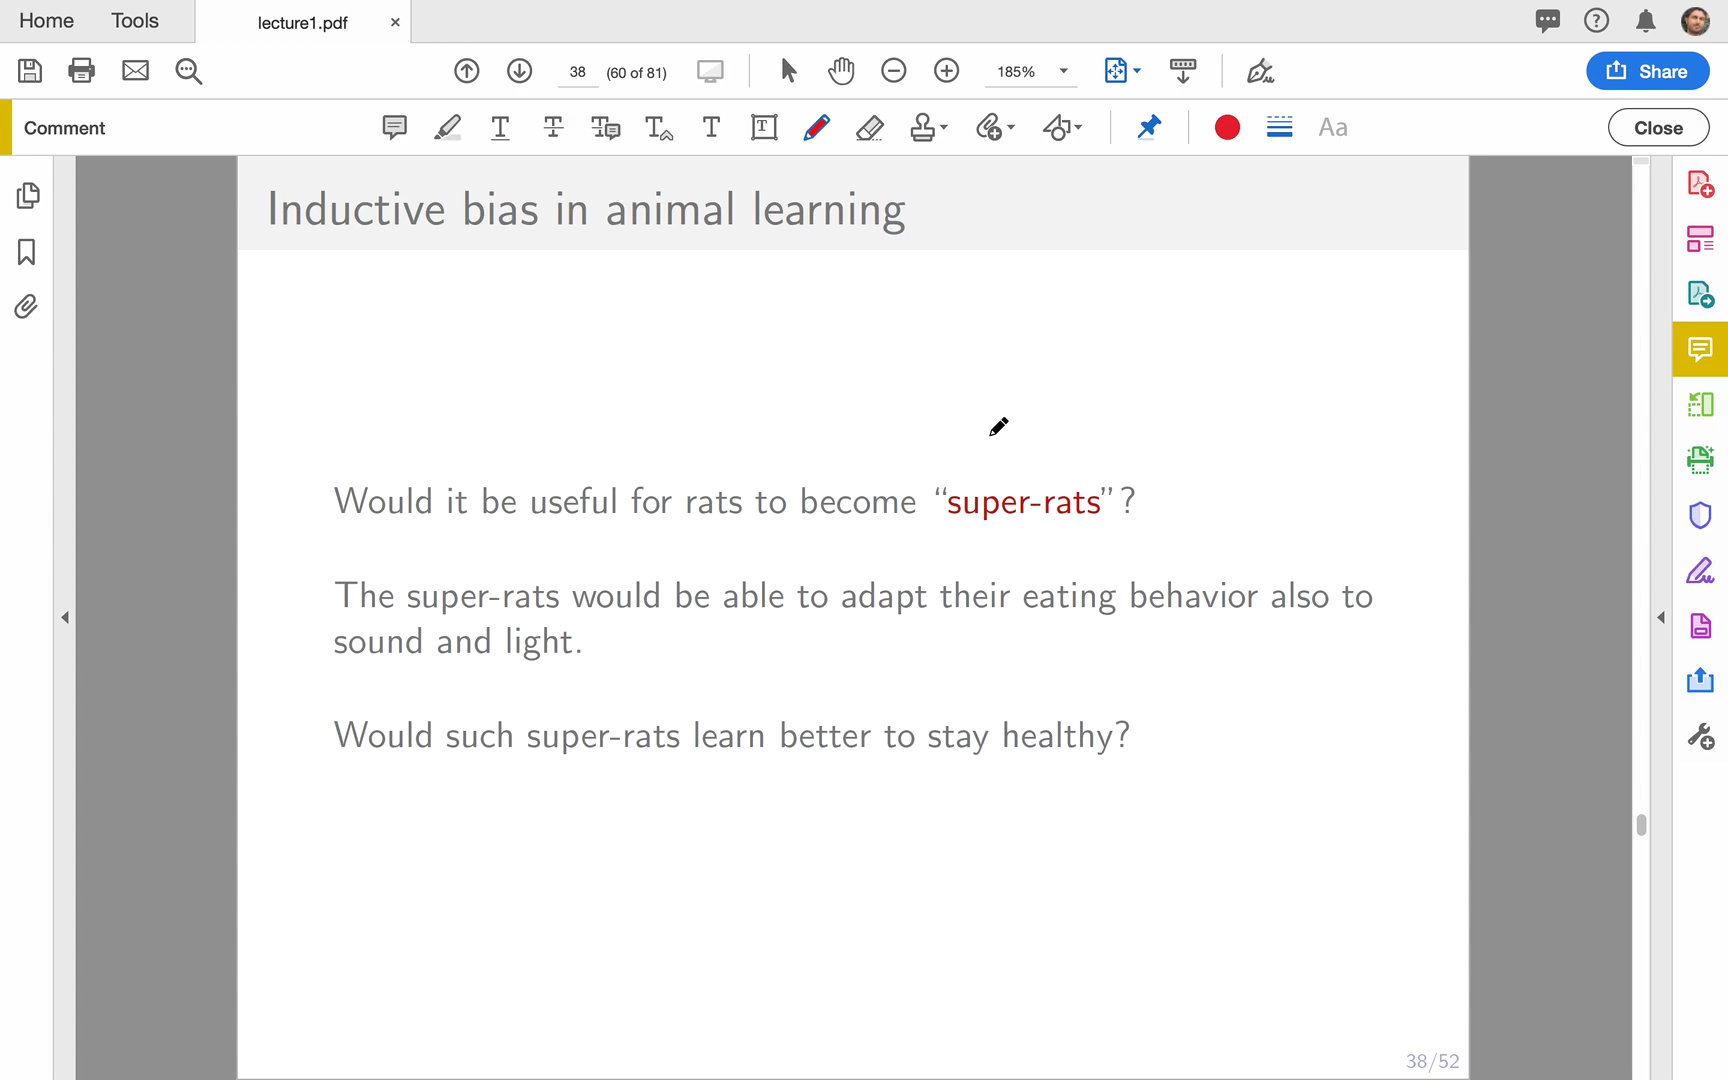 Home Tools lecture1.pdf ×
38 (60 of 81) 185% Share
Comment Aa Close
Inductive bias in animal learning
Would it be useful for rats to become “super-rats”?
The super-rats would be able to adapt their eating behavior also to
sound and light.
Would such super-rats learn better to stay healthy?
38/52